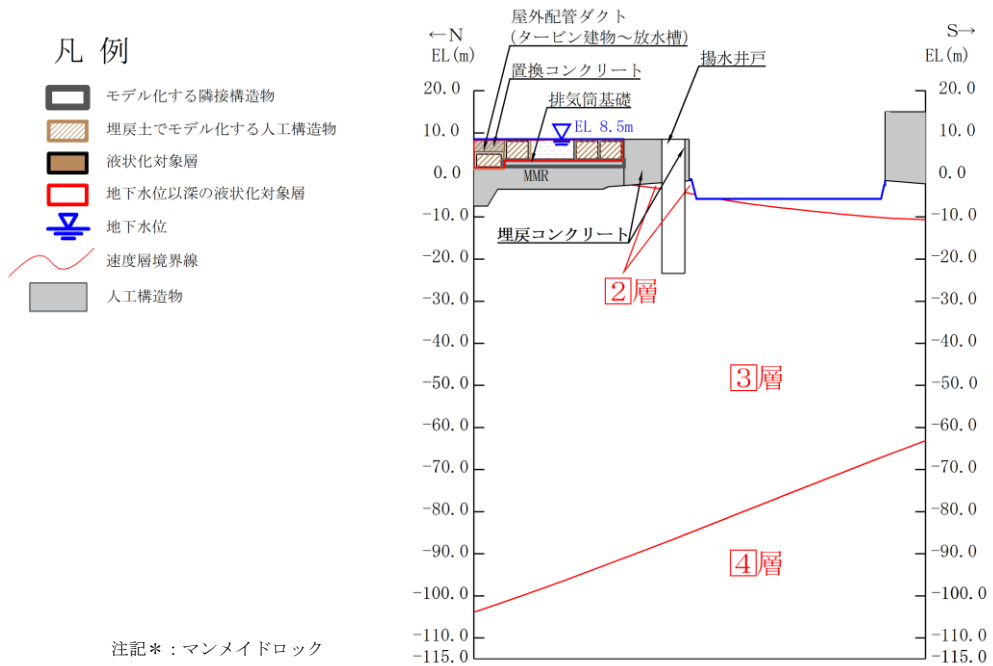 凡 例
モデル化する隣接構造物
埋戻土でモデル化する人工構造物
液状化対象層
地下水位以深の液状化対象層
地下水位
速度層境界線
人工構造物
注記＊：マンメイドロック
屋外配管ダクト
(タービン建物～放水槽)
置換コンクリート
排気筒基礎
揚水井戸
EL 8.5m
MMR
埋戻コンクリート
2層
3層
4層
←N
EL(m)
20.0
10.0
0.0
-10.0
-20.0
-30.0
-40.0
-50.0
-60.0
-70.0
-80.0
-90.0
-100.0
-110.0
-115.0
S→
EL(m)
20.0
10.0
0.0
-10.0
-20.0
-30.0
-40.0
-50.0
-60.0
-70.0
-80.0
-90.0
-100.0
-110.0
-115.0